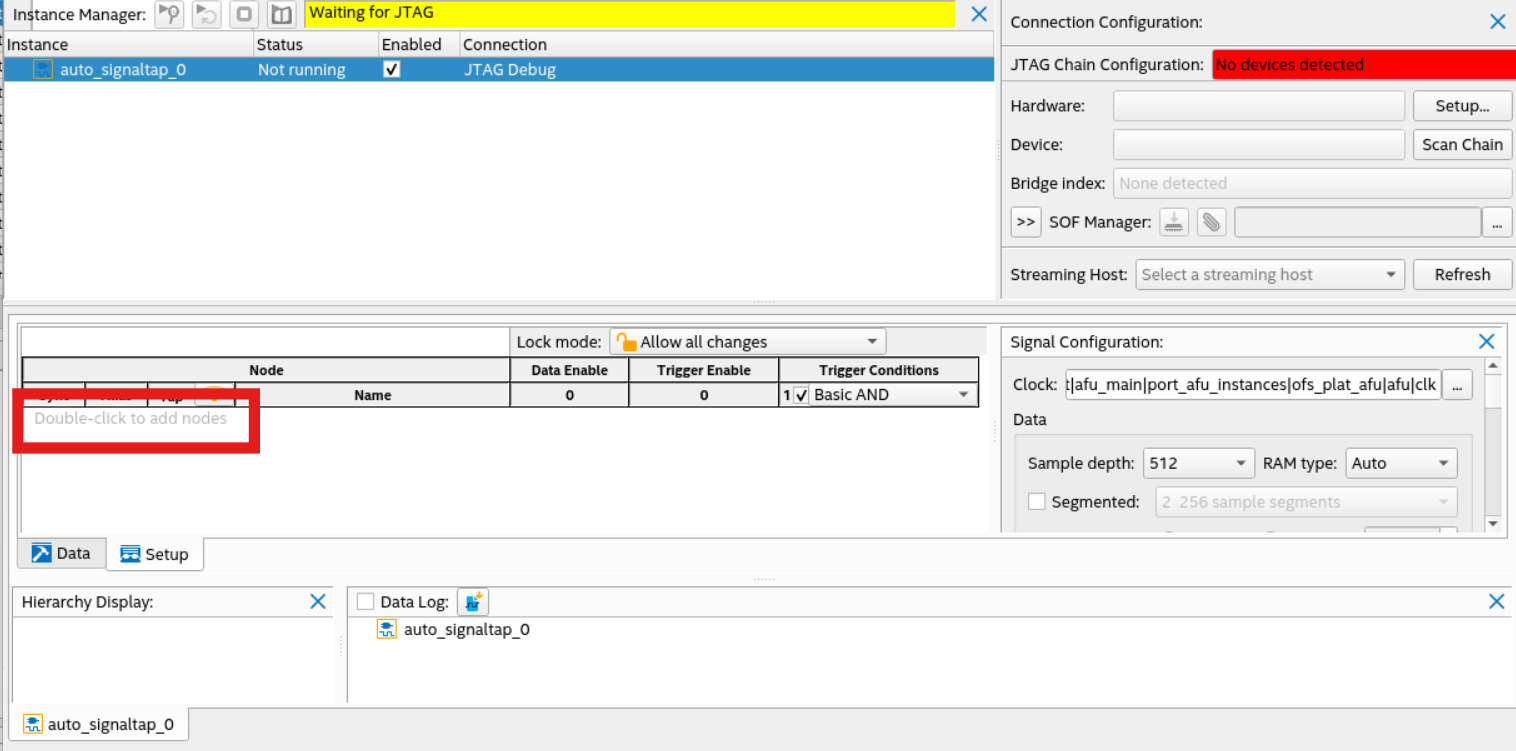 Instance Manager: Waiting for JTAG
Instance Status Enabled Connection
auto_signaltap_0 Not running JTAG Debug
Connection Configuration:
JTAG Chain Configuration: No devices detected
Hardware: Setup...
Device: Scan Chain
Bridge index: None detected
>> SOF Manager: ...
Streaming Host: Select a streaming host Refresh
Lock mode: Allow all changes
Node Data Enable Trigger Enable Trigger Conditions
Name 0 0 1 Basic AND
Double-click to add nodes
Signal Configuration:
Clock: t|afu_main|port_afu_instances|ofs_plat_afu|afu|clk ...
Data
Sample depth: 512 RAM type: Auto
Segmented: 2 256 sample segments
Data Setup
Hierarchy Display:
Data Log:
auto_signaltap_0
auto_signaltap_0